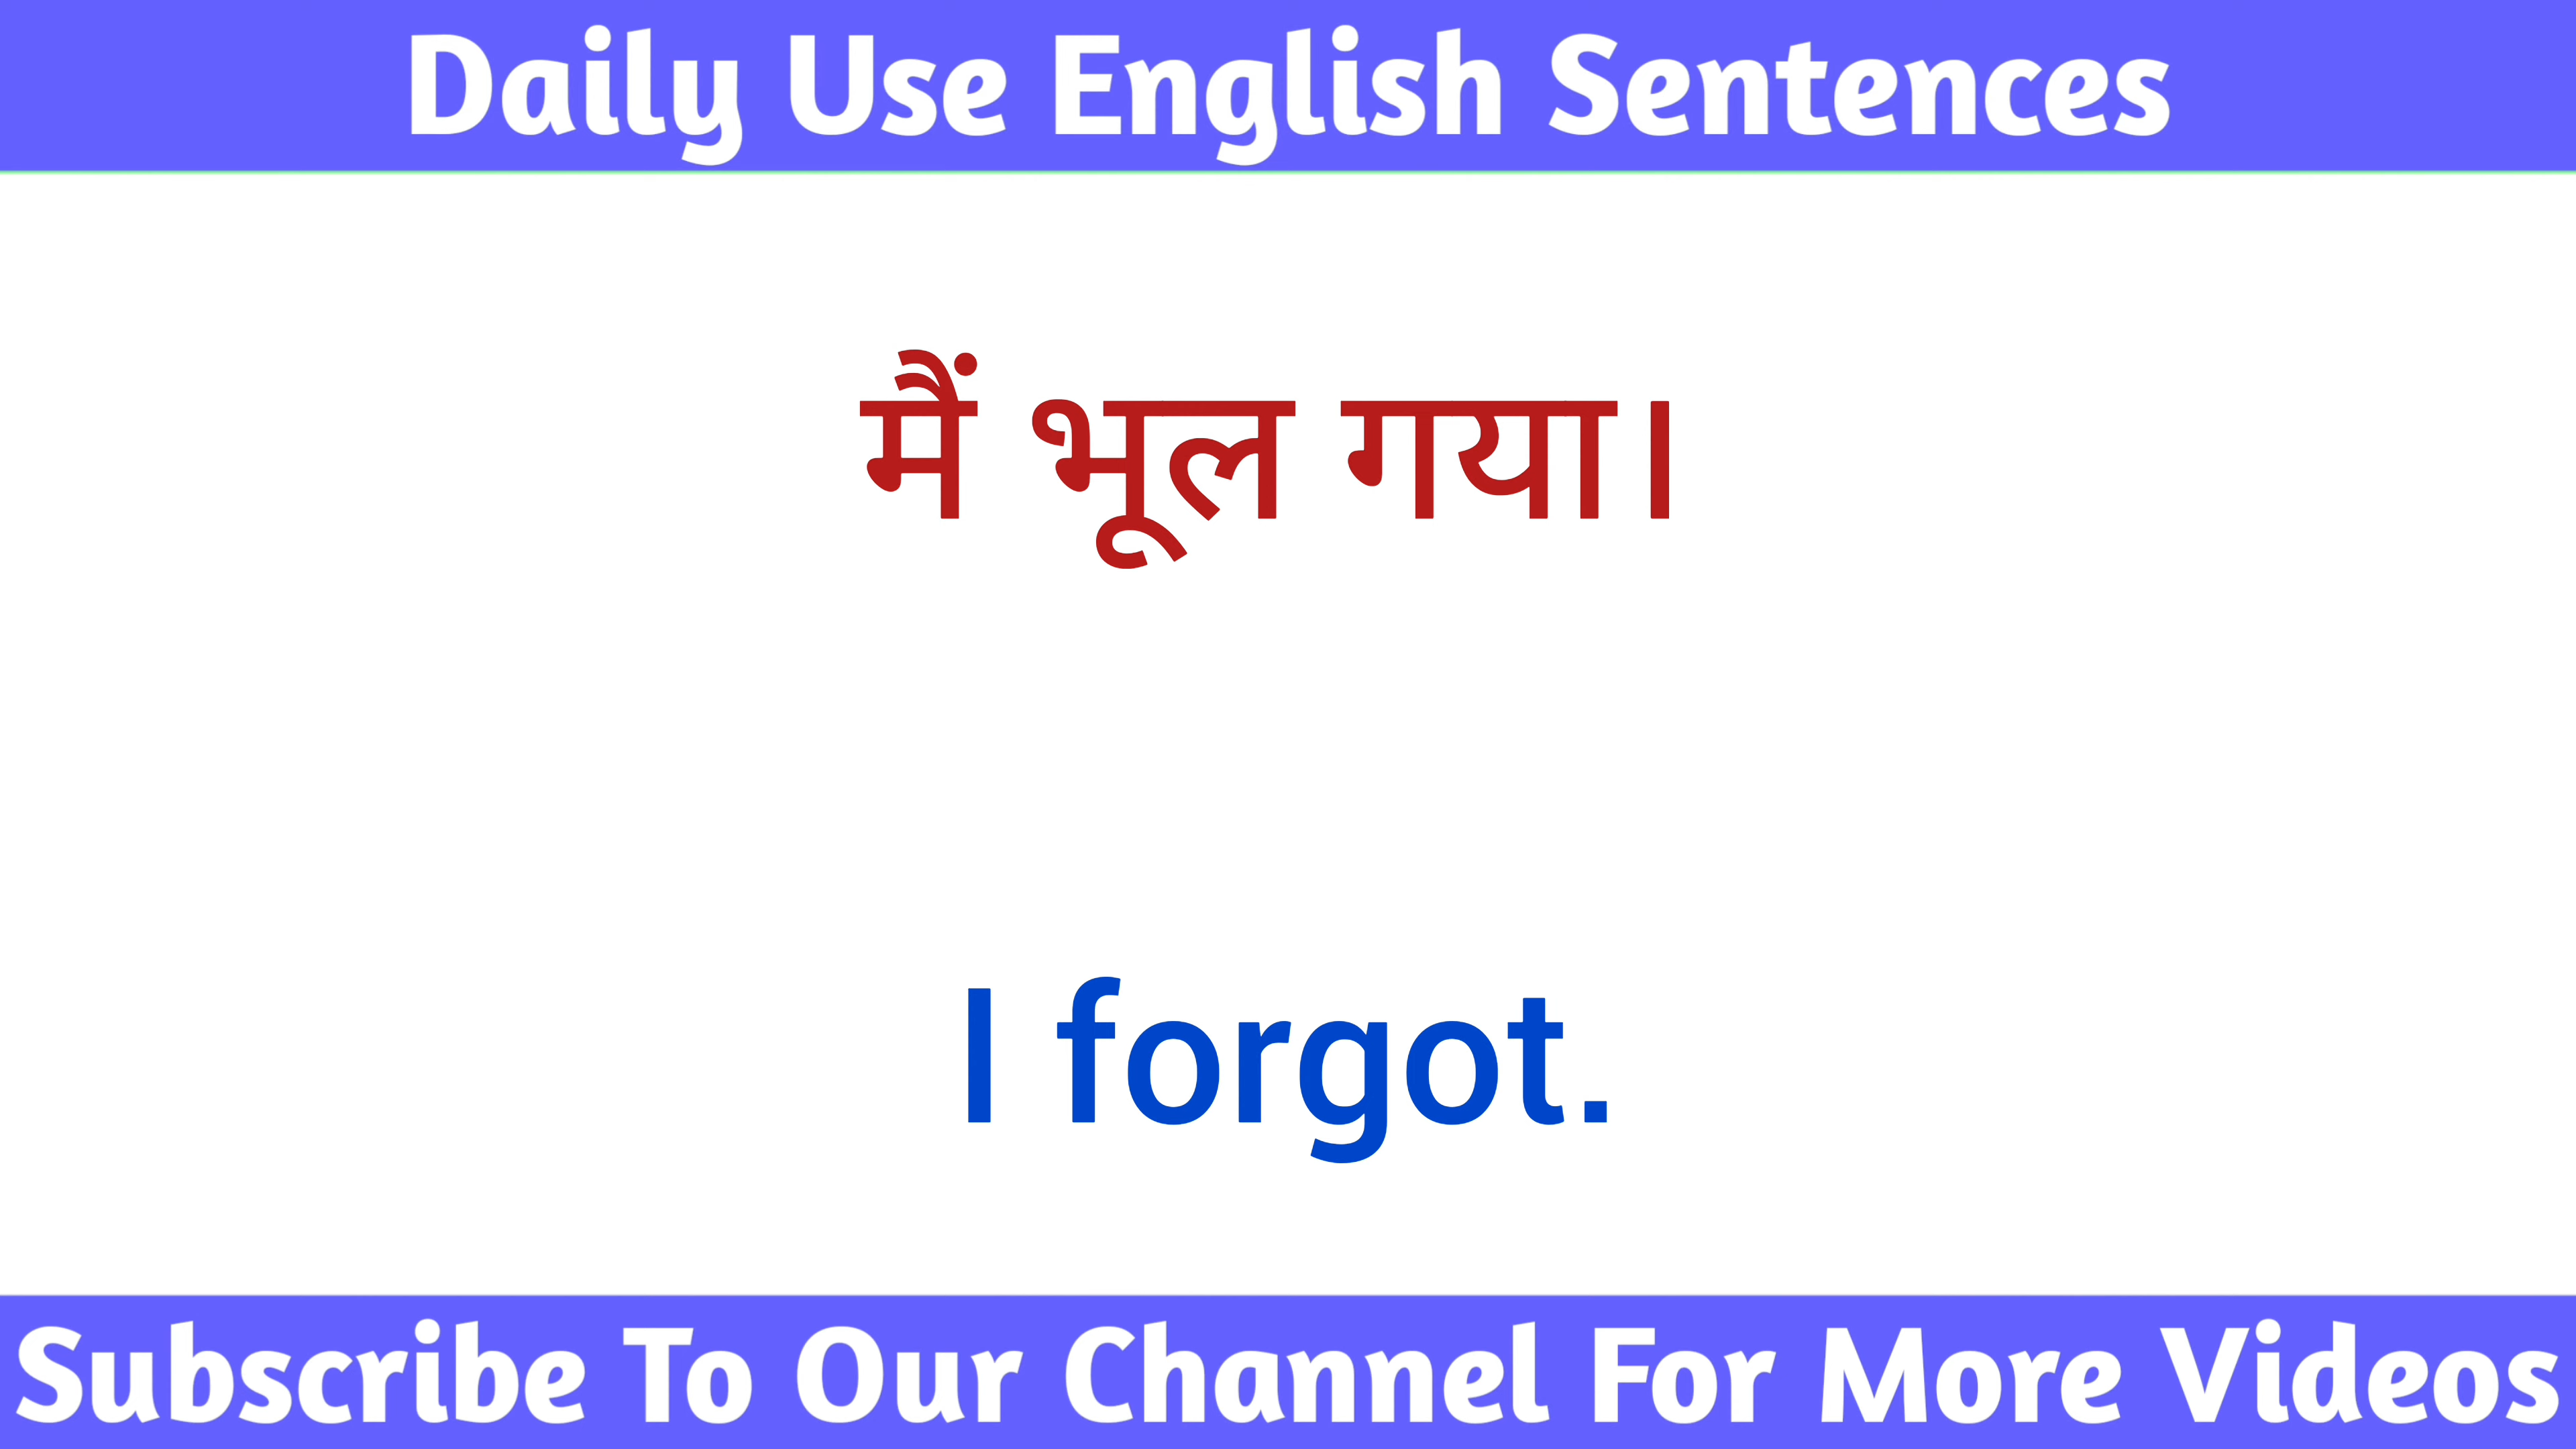 Daily Use English Sentences
मैं भूल गया।
I forgot.
Subscribe To Our Channel For More Videos